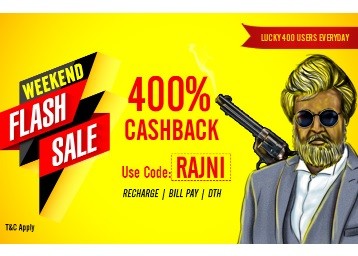 LUCKY 400 USERS EVERYDAY
WEEKEND
FLASH
SALE
400%
CASHBACK
Use Code: RAJNI
RECHARGE | BILL PAY | DTH
T&C Apply